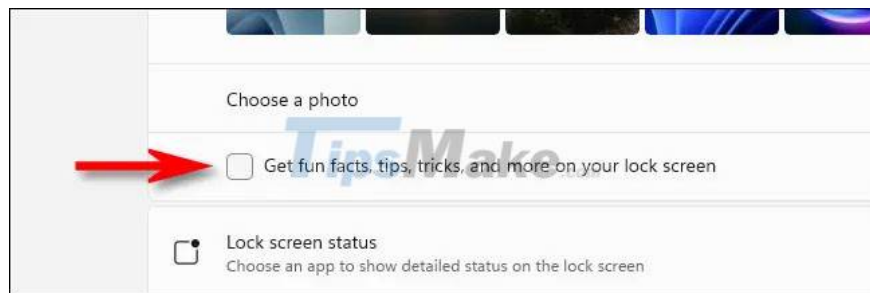 Choose a photo
TipsMake.com
Get fun facts, tips, tricks, and more on your lock screen
Lock screen status
Choose an app to show detailed status on the lock screen